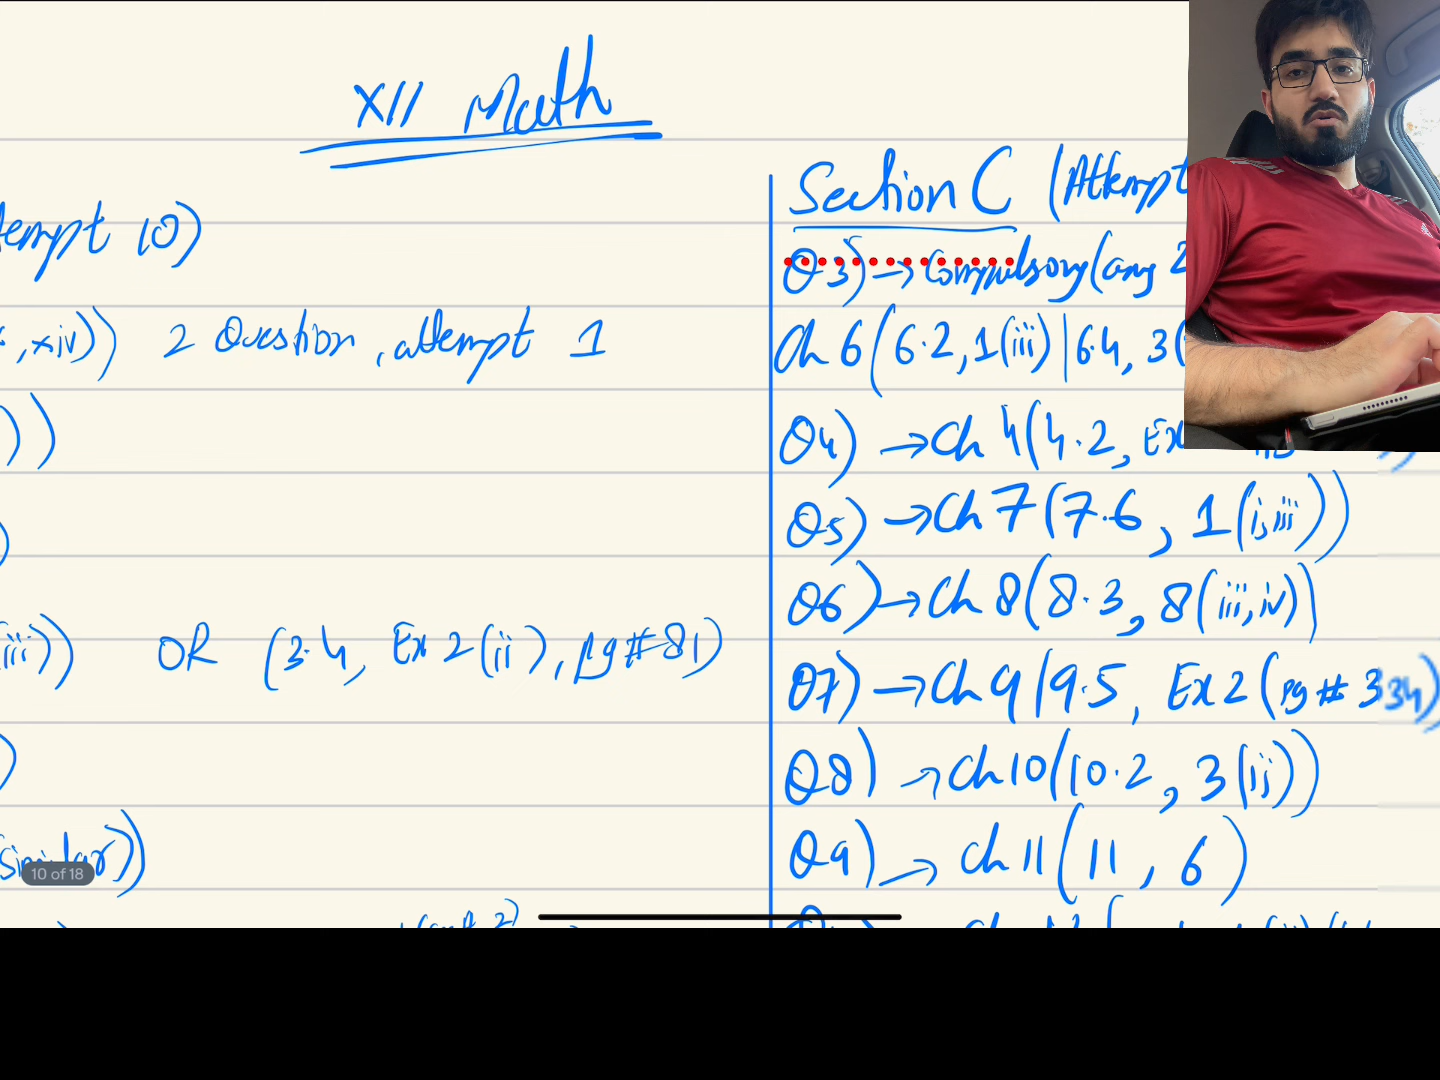 XII Math
tempt 10)
, xiv)) 2 Question, attempt 1
))
)
iii)) OR (3.4, Ex 2(ii), pg # 81)
)
similar))
10 of 18
Section C (Attempt
Q3) → Compulsory (any 2
Ch 6 (6.2, 1(iii) | 6.4, 3(
Q4) → Ch 4 (4.2, Ex
Q5) → Ch 7 (7.6, 1(i,iii))
Q6) → Ch 8 (8.3, 8(iii,iv)
Q7) → Ch 9 (9.5, Ex 2 (pg # 334)
Q8) → Ch 10 (10.2, 3(ii))
Q9) → Ch 11 (11, 6)